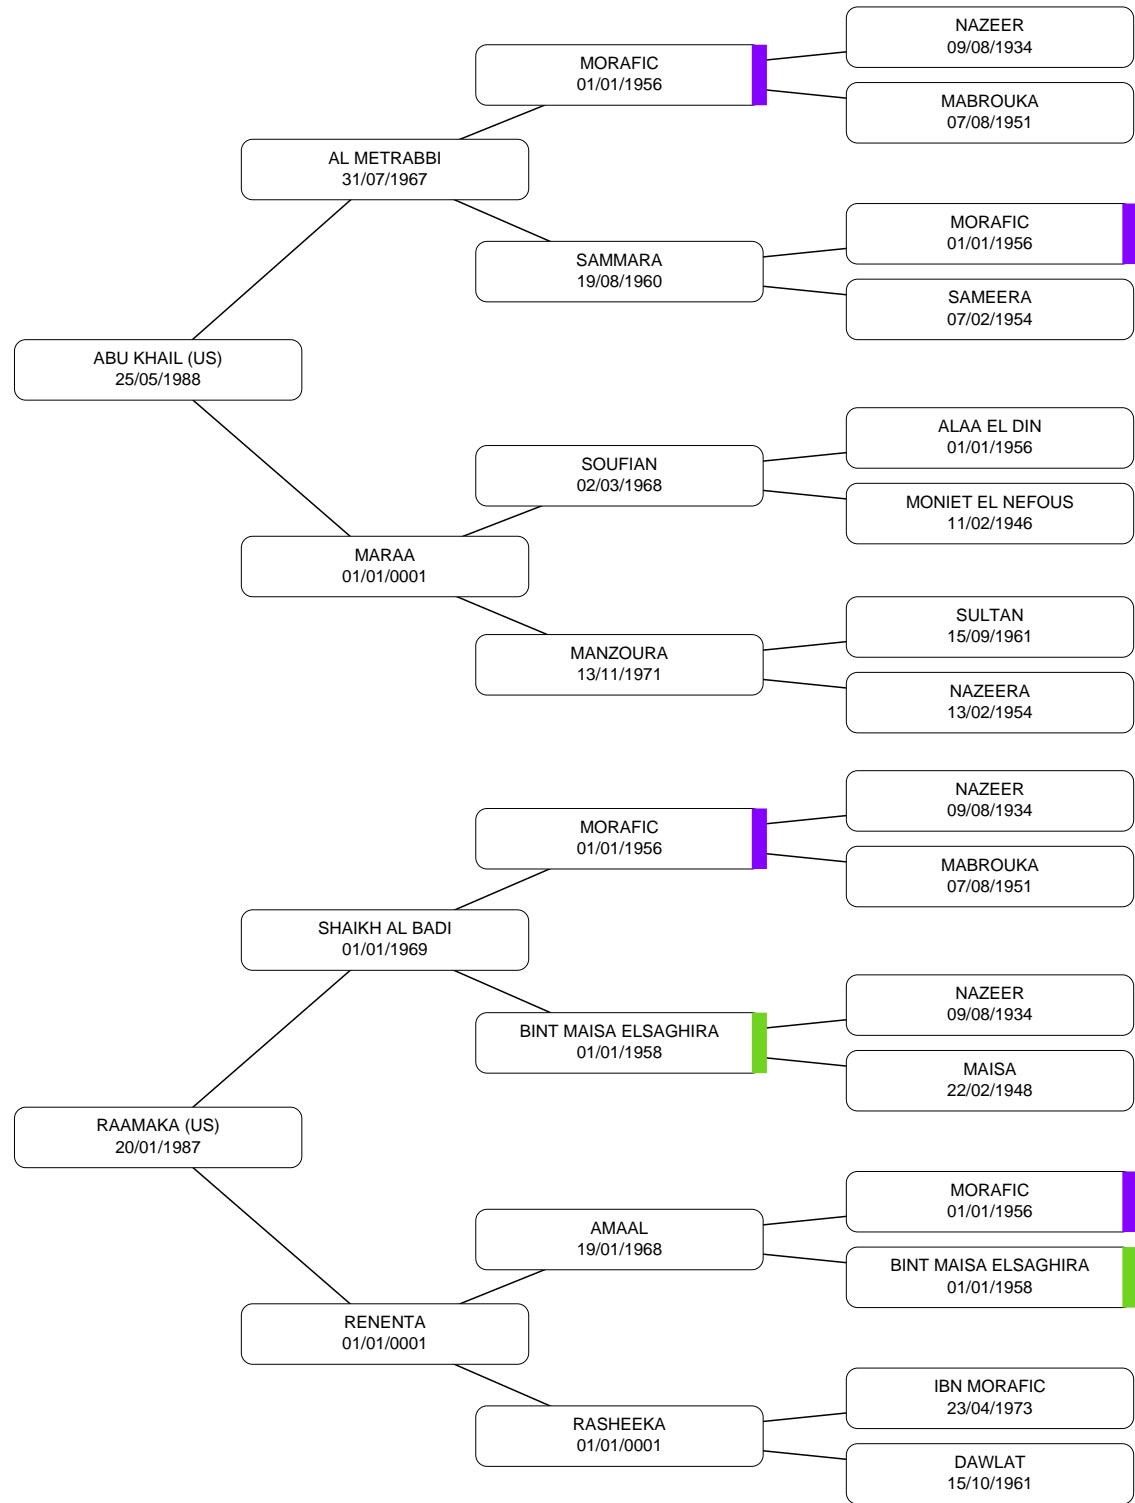 NAZEER
09/08/1934
MORAFIC
01/01/1956
MABROUKA
07/08/1951
AL METRABBI
31/07/1967
MORAFIC
01/01/1956
SAMMARA
19/08/1960
SAMEERA
07/02/1954
ABU KHAIL (US)
25/05/1988
ALAA EL DIN
01/01/1956
SOUFIAN
02/03/1968
MONIET EL NEFOUS
11/02/1946
MARAA
01/01/0001
SULTAN
15/09/1961
MANZOURA
13/11/1971
NAZEERA
13/02/1954
NAZEER
09/08/1934
MORAFIC
01/01/1956
MABROUKA
07/08/1951
SHAIKH AL BADI
01/01/1969
NAZEER
09/08/1934
BINT MAISA ELSAGHIRA
01/01/1958
MAISA
22/02/1948
RAAMAKA (US)
20/01/1987
MORAFIC
01/01/1956
AMAAL
19/01/1968
BINT MAISA ELSAGHIRA
01/01/1958
RENENTA
01/01/0001
IBN MORAFIC
23/04/1973
RASHEEKA
01/01/0001
DAWLAT
15/10/1961